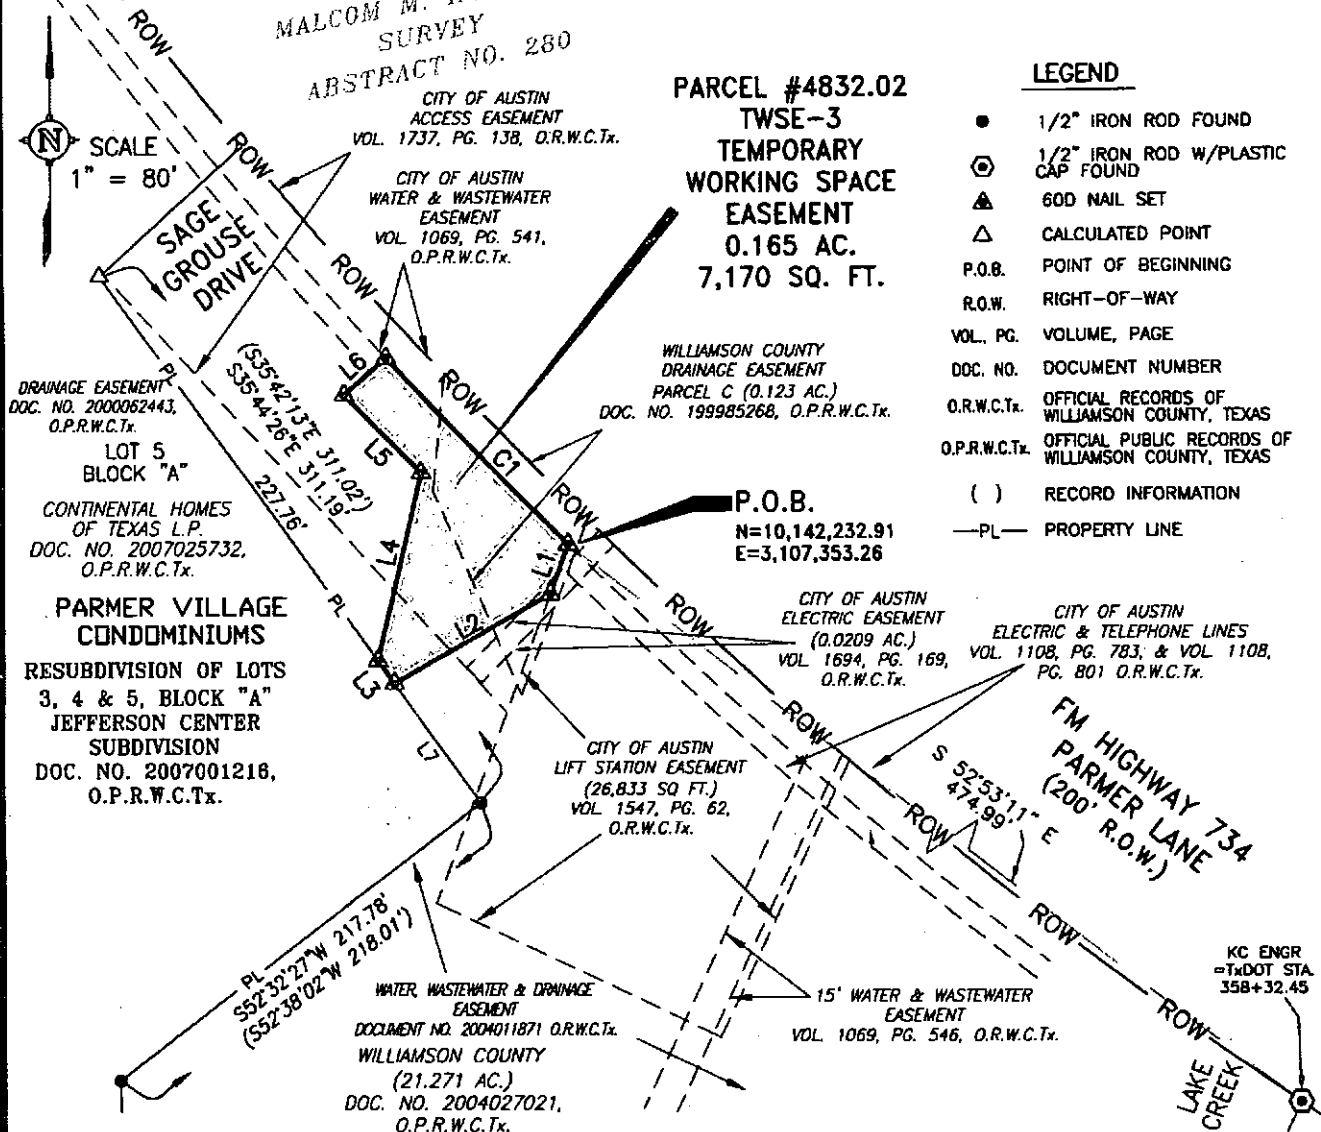 ROW
MALCOM M.
SURVEY
ABSTRACT NO. 280
N
SCALE
1" = 80'
ROW
CITY OF AUSTIN
ACCESS EASEMENT
VOL. 1737, PG. 138, O.R.W.C.Tx.
CITY OF AUSTIN
WATER & WASTEWATER
EASEMENT
VOL. 1069, PG. 541,
O.P.R.W.C.Tx.
PARCEL #4832.02
TWSE-3
TEMPORARY
WORKING SPACE
EASEMENT
0.165 AC.
7,170 SQ. FT.
LEGEND
1/2" IRON ROD FOUND
1/2" IRON ROD W/PLASTIC
CAP FOUND
60D NAIL SET
CALCULATED POINT
P.O.B. POINT OF BEGINNING
R.O.W. RIGHT-OF-WAY
VOL. PG. VOLUME, PAGE
DOC. NO. DOCUMENT NUMBER
O.R.W.C.Tx. OFFICIAL RECORDS OF
WILLIAMSON COUNTY, TEXAS
O.P.R.W.C.Tx. OFFICIAL PUBLIC RECORDS OF
WILLIAMSON COUNTY, TEXAS
( ) RECORD INFORMATION
—PL— PROPERTY LINE
SAGE
GROUSE
DRIVE
ROW
ROW
L6
C1
L5
L4
L1
L2
L3
L7
PL
PL
(S35°42'13"E 311.02')
S35°44'26"E 311.19'
227.76'
DRAINAGE EASEMENT
DOC. NO. 2000062443,
O.P.R.W.C.Tx.
LOT 5
BLOCK "A"
CONTINENTAL HOMES
OF TEXAS L.P.
DOC. NO. 2007025732,
O.P.R.W.C.Tx.
PARMER VILLAGE
CONDOMINIUMS
RESUBDIVISION OF LOTS
3, 4 & 5, BLOCK "A"
JEFFERSON CENTER
SUBDIVISION
DOC. NO. 2007001216,
O.P.R.W.C.Tx.
WILLIAMSON COUNTY
DRAINAGE EASEMENT
PARCEL C (0.123 AC.)
DOC. NO. 199985268, O.P.R.W.C.Tx.
ROW
P.O.B.
N=10,142,232.91
E=3,107,353.26
ROW
CITY OF AUSTIN
ELECTRIC EASEMENT
(0.0209 AC.)
VOL 1694, PG. 169,
O.R.W.C.Tx.
CITY OF AUSTIN
ELECTRIC & TELEPHONE LINES
VOL. 1108, PG. 783, & VOL 1108,
PG. 801 O.R.W.C.Tx.
ROW
FM HIGHWAY 734
PARMER LANE
(200' R.O.W.)
S 52°53'11" E
474.99'
ROW
ROW
ROW
CITY OF AUSTIN
LIFT STATION EASEMENT
(26,833 SQ FT.)
VOL 1547, PG. 62,
O.R.W.C.Tx.
PL
S52°32'27"W 217.78'
(S52°38'02"W 218.01')
WATER, WASTEWATER & DRAINAGE
EASEMENT
DOCUMENT NO. 2004011871 O.R.W.C.Tx.
WILLIAMSON COUNTY
(21.271 AC.)
DOC. NO. 2004027021,
O.P.R.W.C.Tx.
15' WATER & WASTEWATER
EASEMENT
VOL. 1069, PG. 546, O.R.W.C.Tx.
KC ENGR
=TxDOT STA.
358+32.45
LAKE
CREEK